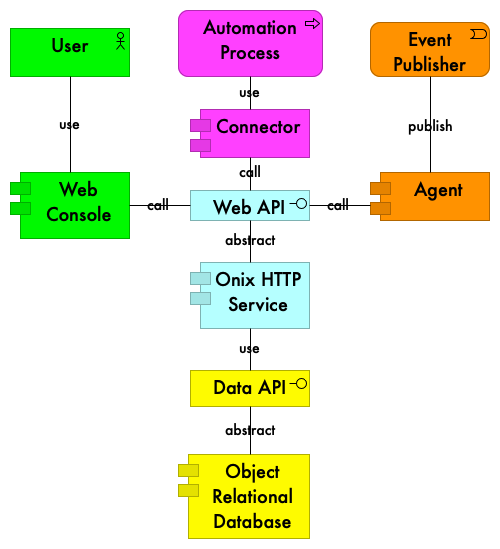 User
Automation
Process
Event
Publisher
use
use
publish
Connector
call
Web
Console
call
Web API
call
Agent
abstract
Onix HTTP
Service
use
Data API
abstract
Object
Relational
Database